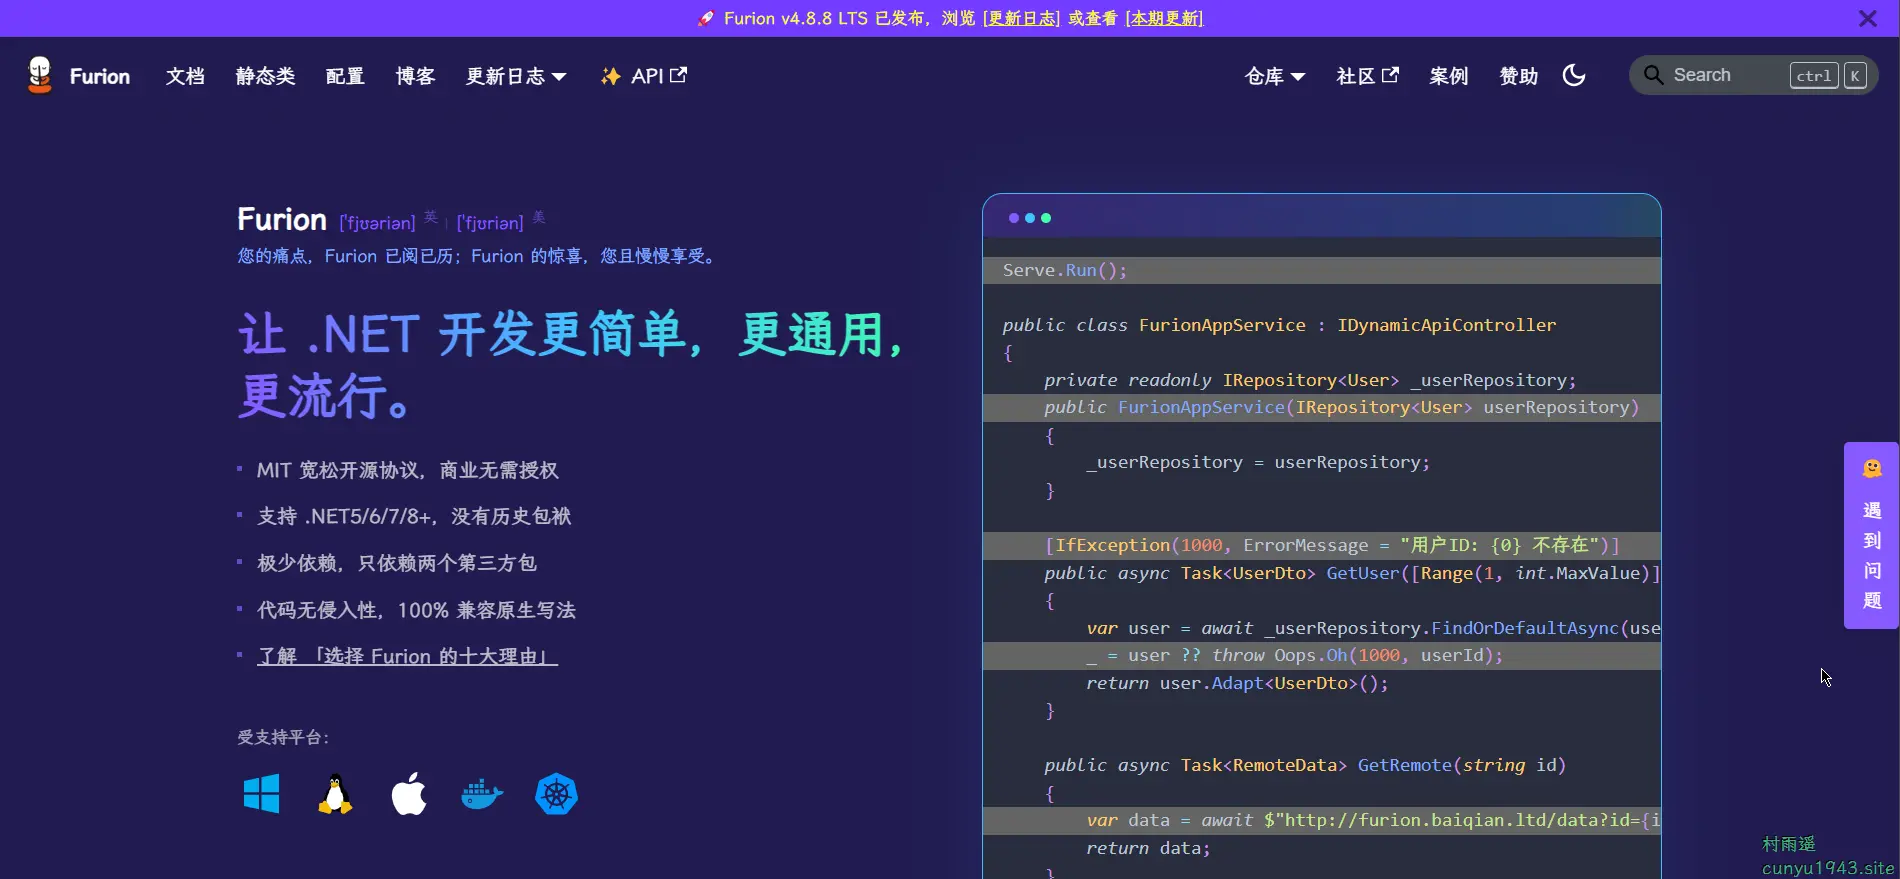 🚀 Furion v4.8.8 LTS 已发布，浏览 [更新日志] 或查看 [本期更新]
Furion 文档 静态类 配置 博客 更新日志 ✨ API 仓库 社区 案例 赞助 Search ctrl K
Furion ['fjʊəriən] 英 | ['fjʊriən] 美
您的痛点，Furion 已阅已历；Furion 的惊喜，您且慢慢享受。
让 .NET 开发更简单，更通用，
更流行。
MIT 宽松开源协议，商业无需授权
支持 .NET5/6/7/8+，没有历史包袱
极少依赖，只依赖两个第三方包
代码无侵入性，100% 兼容原生写法
了解 「选择 Furion 的十大理由」
受支持平台：
Serve.Run();
public class FurionAppService : IDynamicApiController
{
private readonly IRepository<User> _userRepository;
public FurionAppService(IRepository<User> userRepository)
{
_userRepository = userRepository;
}
[IfException(1000, ErrorMessage = "用户ID: {0} 不存在")]
public async Task<UserDto> GetUser([Range(1, int.MaxValue)]
{
var user = await _userRepository.FindOrDefaultAsync(use
_ = user ?? throw Oops.Oh(1000, userId);
return user.Adapt<UserDto>();
}
public async Task<RemoteData> GetRemote(string id)
{
var data = await $"http://furion.baiqian.ltd/data?id={i
return data;
}
遇
到
问
题
村雨遥
cunyu1943.site